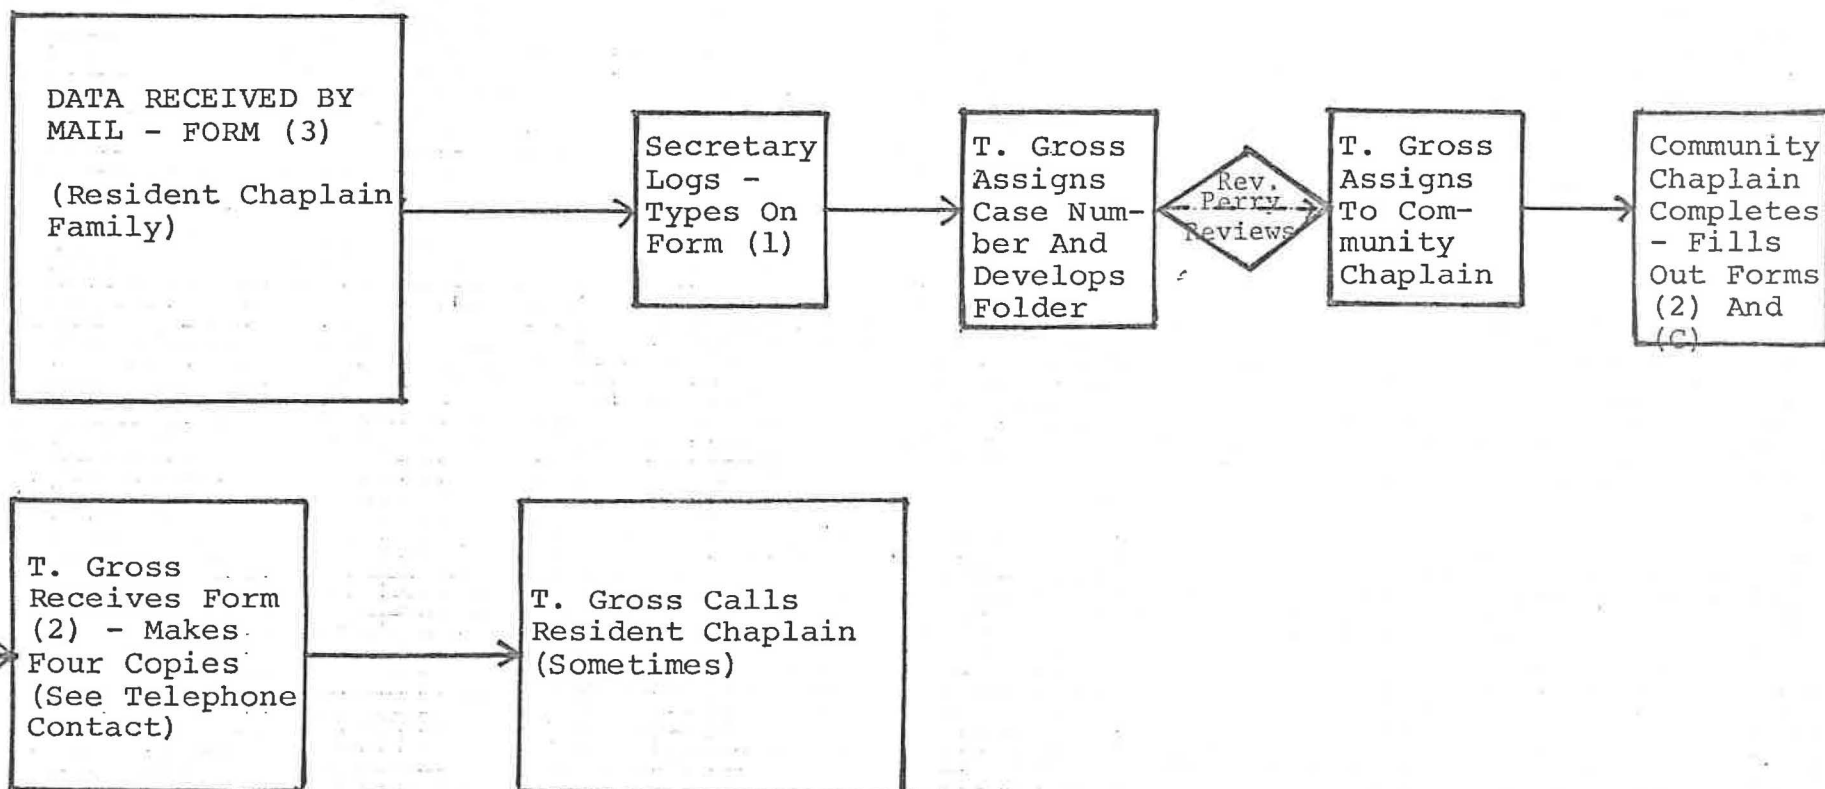 DATA RECEIVED BY
MAIL - FORM (3)
(Resident Chaplain
Family)
Secretary
Logs -
Types On
Form (1)
T. Gross
Assigns
Case Num-
ber And
Develops
Folder
Rev.
Perry
Reviews
T. Gross
Assigns
To Com-
munity
Chaplain
Community
Chaplain
Completes
- Fills
Out Forms
(2) And
(C)
T. Gross
Receives Form
(2) - Makes
Four Copies
(See Telephone
Contact)
T. Gross Calls
Resident Chaplain
(Sometimes)